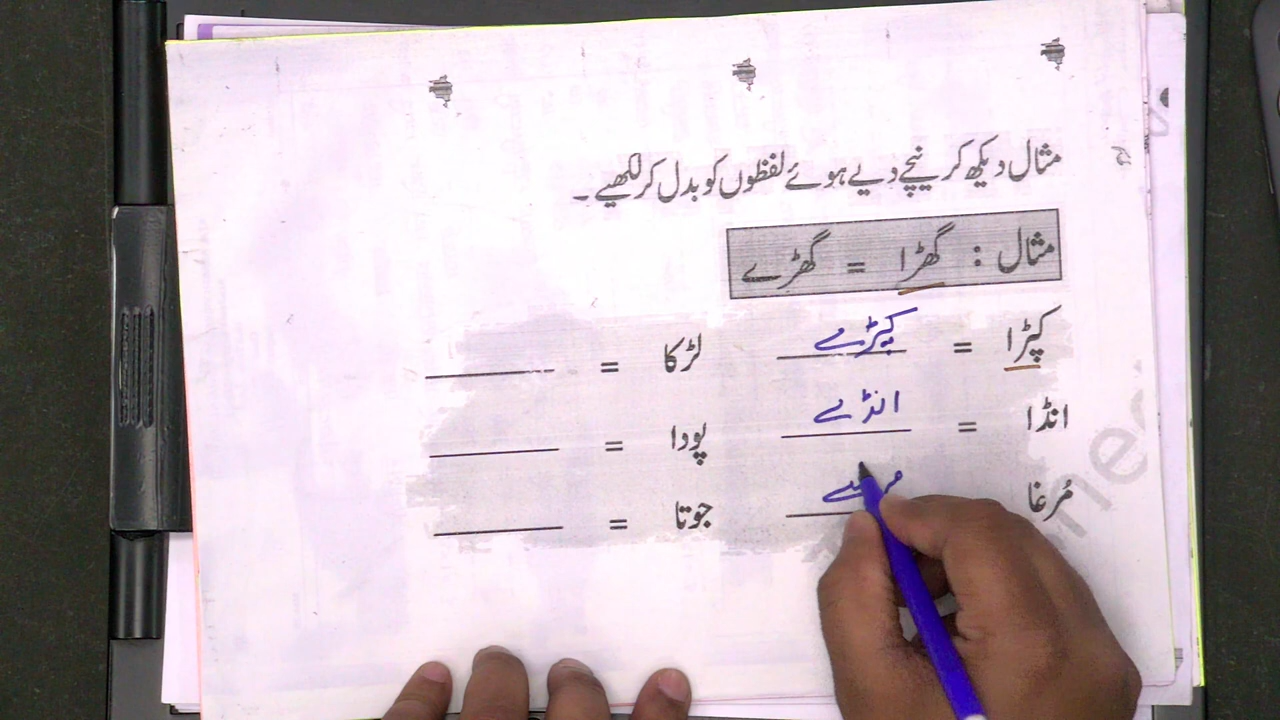 مثال دیکھ کر نیچے دیے ہوئے لفظوں کو بدل کر لکھیے ۔
مثال : گھڑا = گھڑے
کپڑا = کپڑے لڑکا =
انڈا = انڈے پودا =
مُرغا جوتا =